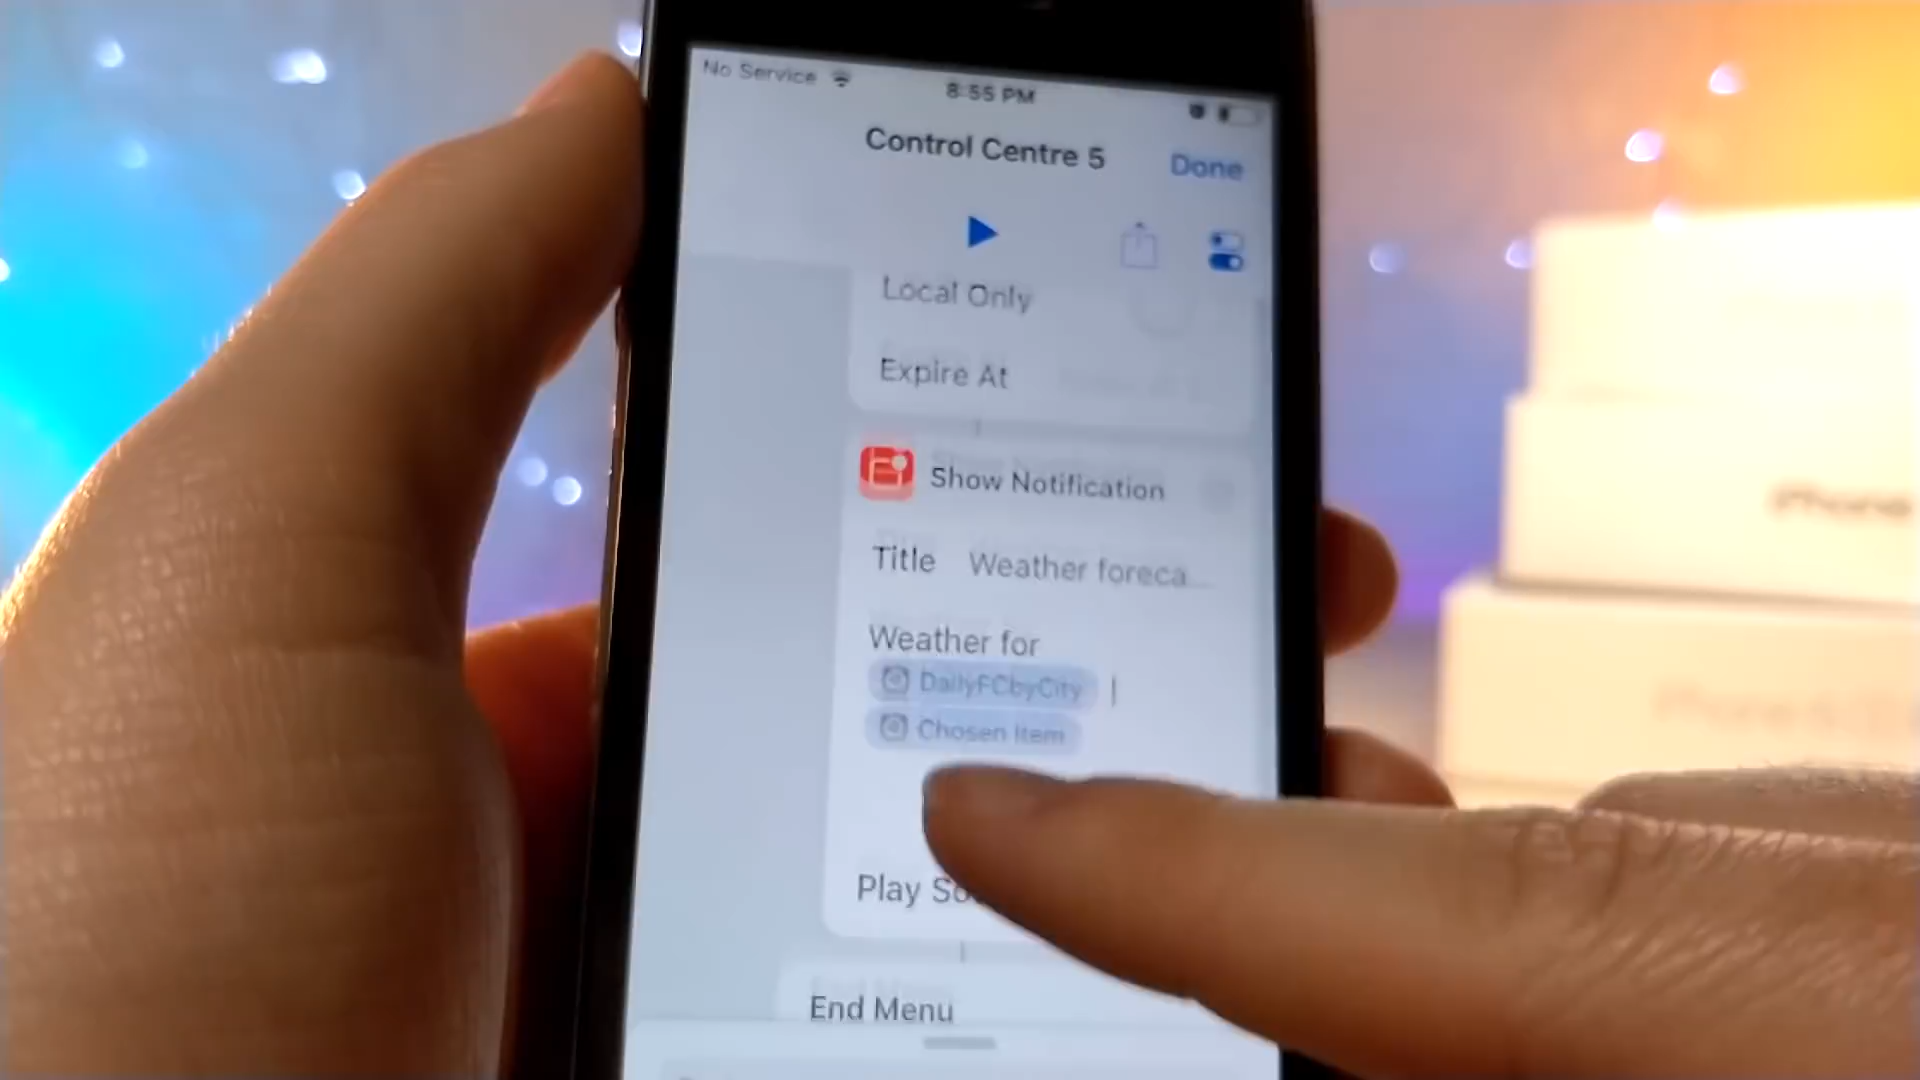 No Service
8:55 PM
Control Centre 5
Done
Local Only
Expire At
Show Notification
Title Weather foreca...
Weather for
DailyFCbyCity
Chosen Item
Play So
End Menu
iPhone